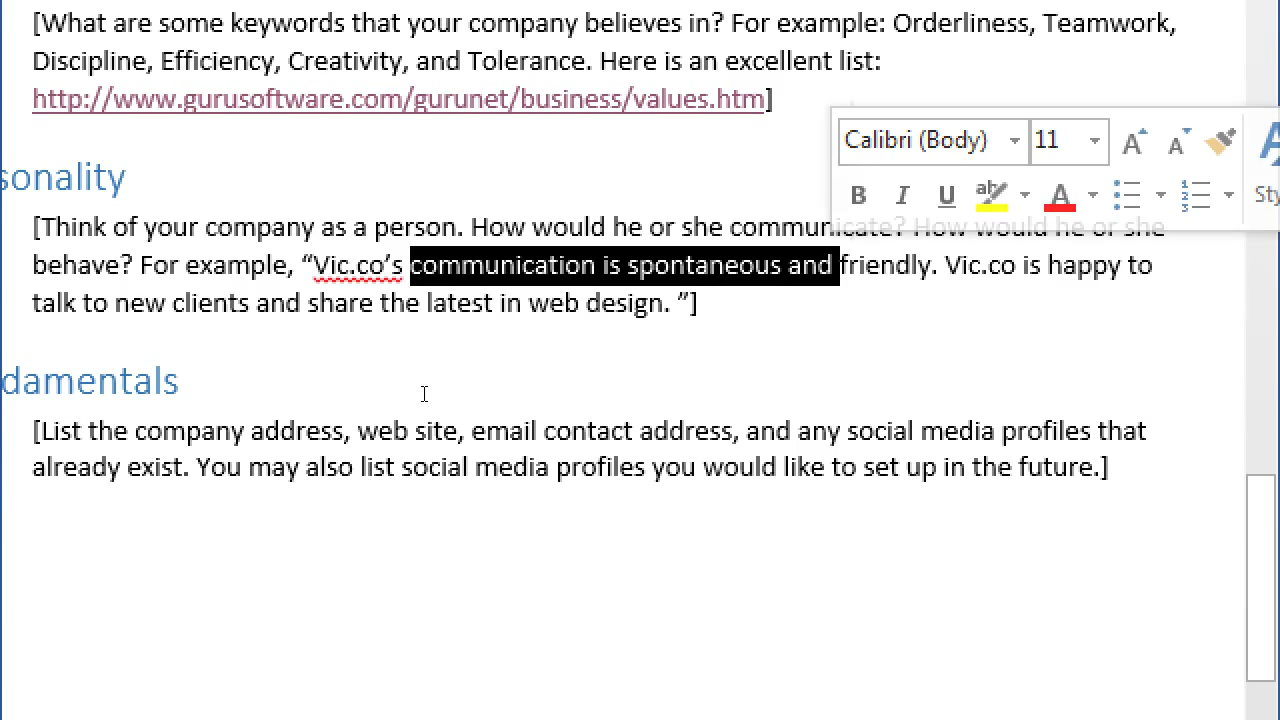 [What are some keywords that your company believes in? For example: Orderliness, Teamwork,
Discipline, Efficiency, Creativity, and Tolerance. Here is an excellent list:
http://www.gurusoftware.com/gurunet/business/values.htm]
Calibri (Body) 11 A A
B I U ab A Sty
sonality
[Think of your company as a person. How would he or she communicate? How would he or she
behave? For example, “Vic.co’s communication is spontaneous and friendly. Vic.co is happy to
talk to new clients and share the latest in web design. ”]
damentals
[List the company address, web site, email contact address, and any social media profiles that
already exist. You may also list social media profiles you would like to set up in the future.]